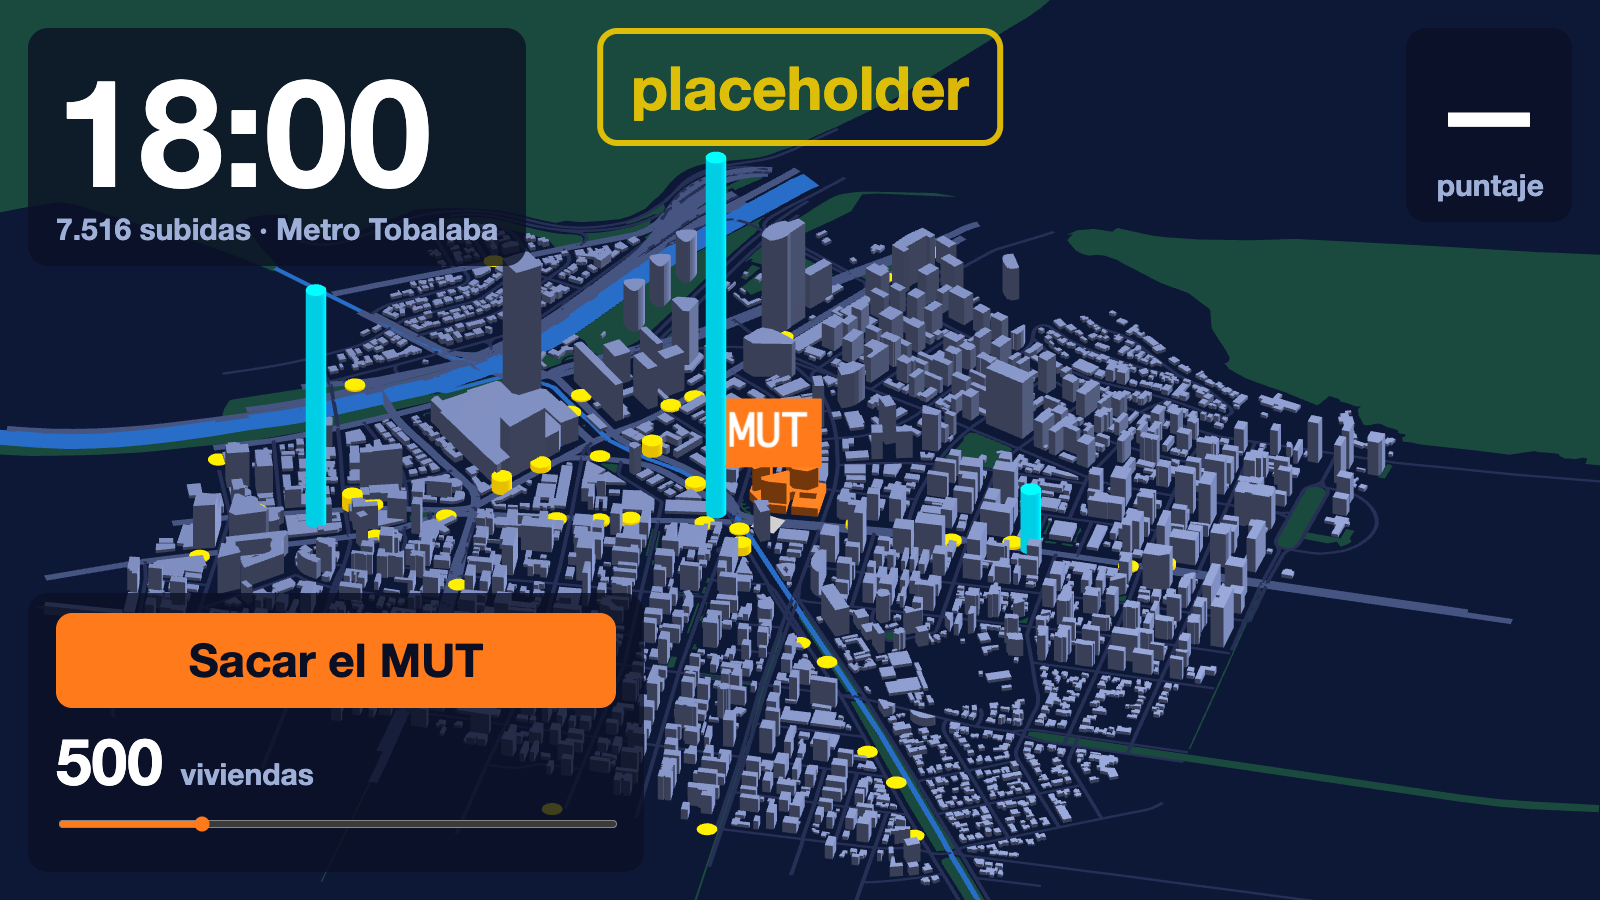 18:00
7.516 subidas · Metro Tobalaba
placeholder
—
puntaje
MUT
Sacar el MUT
500 viviendas